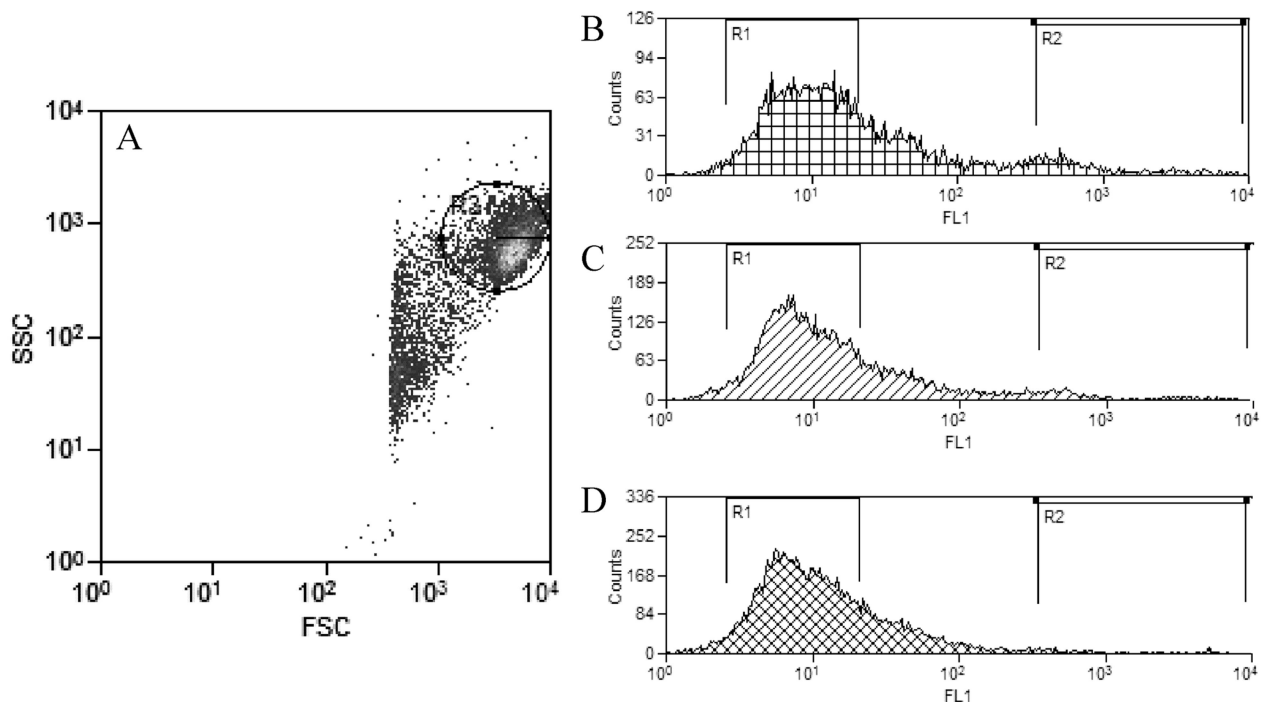 A
10⁴
10³
10²
10¹
10⁰
SSC
R3
10⁰ 10¹ 10² 10³ 10⁴
FSC
B
126
94
63
31
0
Counts
R1
R2
10⁰ 10¹ 10² 10³ 10⁴
FL1
C
252
189
126
63
0
Counts
R1
R2
10⁰ 10¹ 10² 10³ 10⁴
FL1
D
336
252
168
84
0
Counts
R1
R2
10⁰ 10¹ 10² 10³ 10⁴
FL1